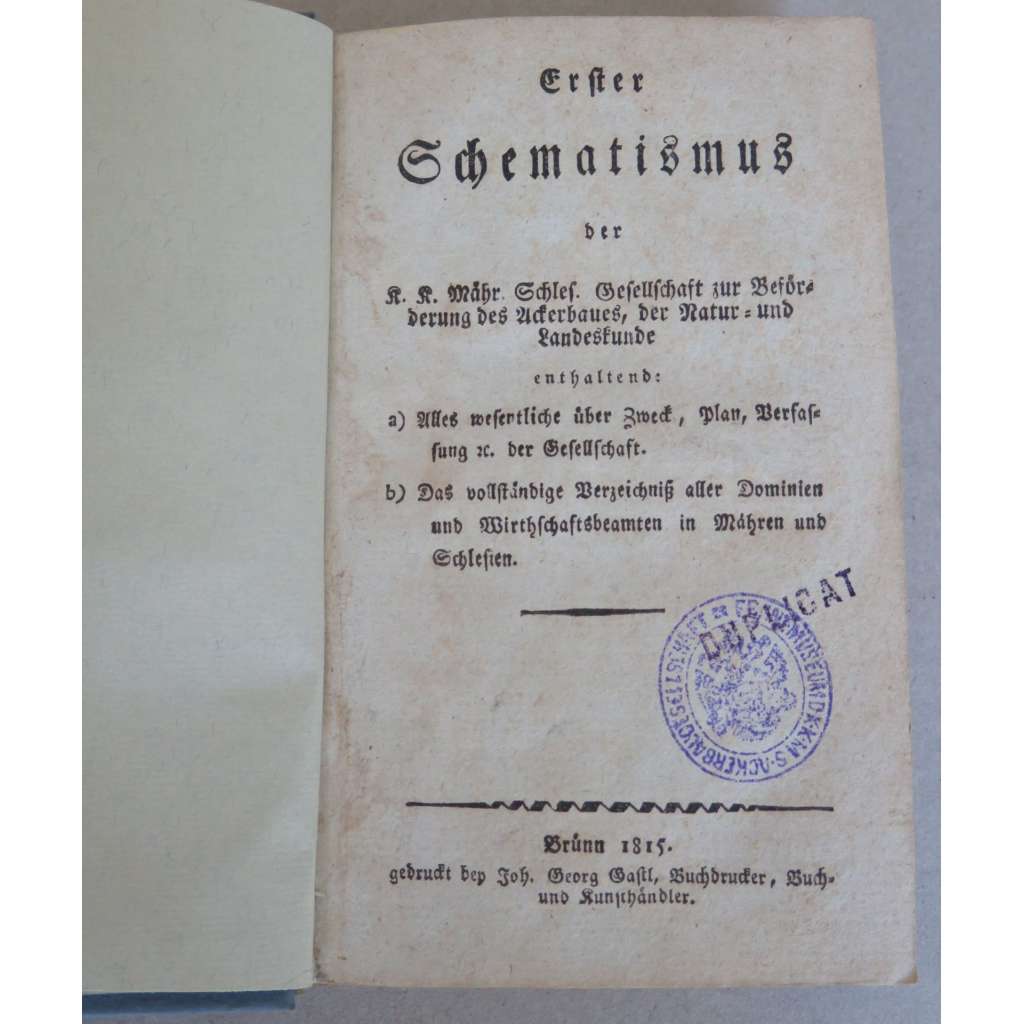 Erster
Schematismus
der
K. K. Mähr. Schles. Gesellschaft zur Beför-
derung des Ackerbaues, der Natur- und
Landeskunde
enthaltend:
a) Alles wesentliche über Zweck, Plan, Verfas-
sung ꝛc. der Gesellschaft.
b) Das vollständige Verzeichniß aller Dominien
und Wirthschaftsbeamten in Mähren und
Schlesien.
DUPLICAT
Brünn 1815.
gedruckt bey Joh. Georg Gastl, Buchdrucker, Buch-
und Kunsthändler.